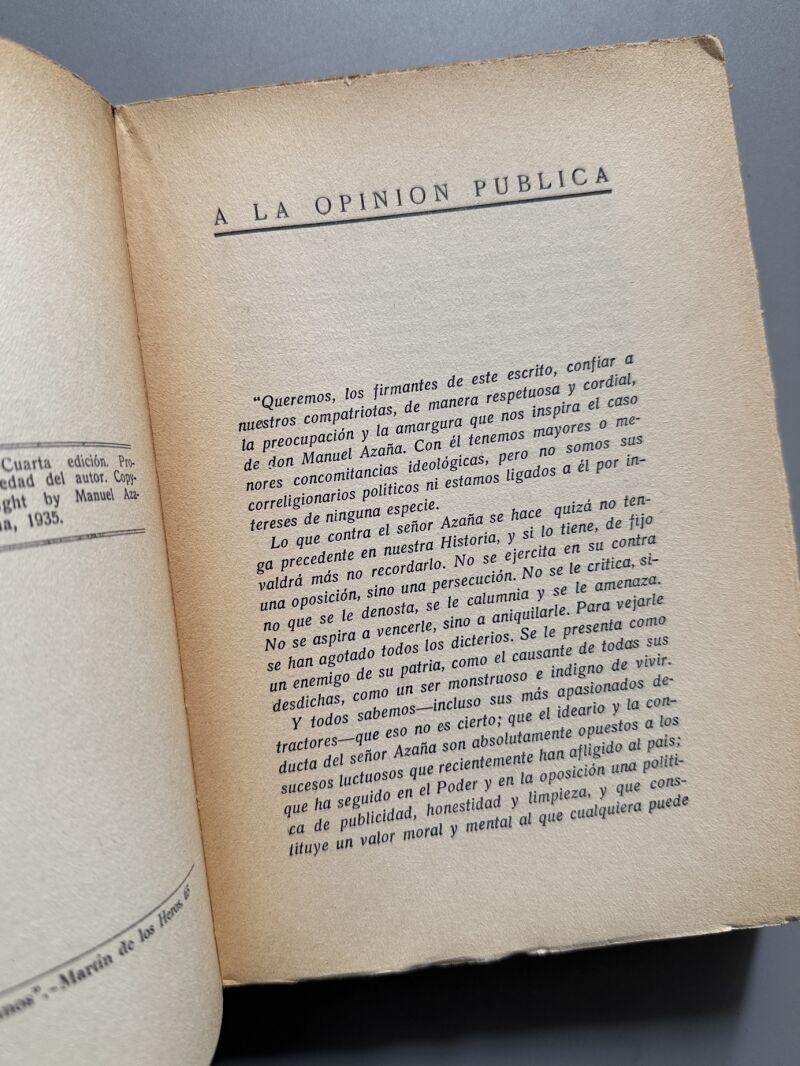 Cuarta edición. Pro-
edad del autor. Copy-
ight by Manuel Aza-
ña, 1935.
nos".-Martín de los Heros 65
A LA OPINION PUBLICA
“Queremos, los firmantes de este escrito, confiar a
nuestros compatriotas, de manera respetuosa y cordial,
la preocupación y la amargura que nos inspira el caso
de don Manuel Azaña. Con él tenemos mayores o me-
nores concomitancias ideológicas, pero no somos sus
correligionarios políticos ni estamos ligados a él por in-
tereses de ninguna especie.
Lo que contra el señor Azaña se hace quizá no ten-
ga precedente en nuestra Historia, y si lo tiene, de fijo
valdrá más no recordarlo. No se ejercita en su contra
una oposición, sino una persecución. No se le critica, si-
no que se le denosta, se le calumnia y se le amenaza.
No se aspira a vencerle, sino a aniquilarle. Para vejarle
se han agotado todos los dicterios. Se le presenta como
un enemigo de su patria, como el causante de todas sus
desdichas, como un ser monstruoso e indigno de vivir.
Y todos sabemos—incluso sus más apasionados de-
tractores—que eso no es cierto; que el ideario y la con-
ducta del señor Azaña son absolutamente opuestos a los
sucesos luctuosos que recientemente han afligido al país;
que ha seguido en el Poder y en la oposición una políti-
ca de publicidad, honestidad y limpieza, y que cons-
tituye un valor moral y mental al que cualquiera puede